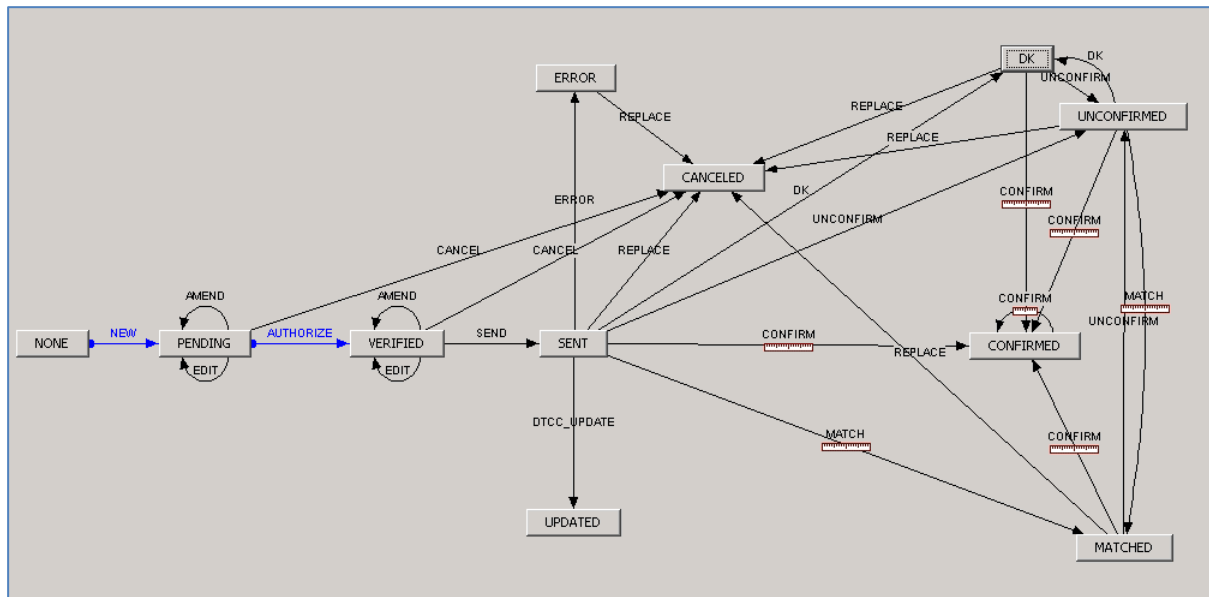 DK
DK
UNCONFIRM
ERROR
REPLACE
REPLACE
UNCONFIRMED
REPLACE
CANCELED
DK
CONFIRM
ERROR
UNCONFIRM
CONFIRM
CANCEL
CANCEL
REPLACE
AMEND
AMEND
CONFIRM
MATCH
UNCONFIRM
NONE
NEW
PENDING
AUTHORIZE
VERIFIED
SEND
SENT
CONFIRM
CONFIRMED
REPLACE
EDIT
EDIT
DTCC_UPDATE
MATCH
CONFIRM
UPDATED
MATCHED